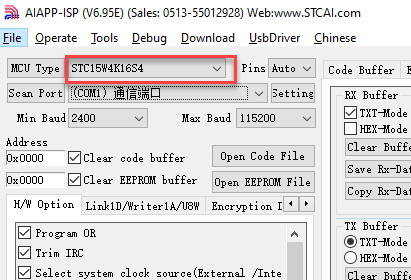 AIAPP-ISP (V6.95E) (Sales: 0513-55012928) Web:www.STCAI.com
File Operate Tools Debug Download UsbDriver Chinese
MCU Type STC15W4K16S4 Pins Auto
Scan Port (COM1) 通信端口 Setting
Min Baud 2400 Max Baud 115200
Address
0x0000 Clear code buffer Open Code File
0x0000 Clear EEPROM buffer Open EEPROM File
H/W Option Link1D/Writer1A/U8W Encryption
Program OR
Trim IRC
Select system clock source(External /Inte
Code Buffer
RX Buffer
TXT-Mode
HEX-Mode
Clear Buffer
Save Rx-Dat
Copy Rx-Dat
TX Buffer
TXT-Mode
HEX-Mode
Clear Buffer